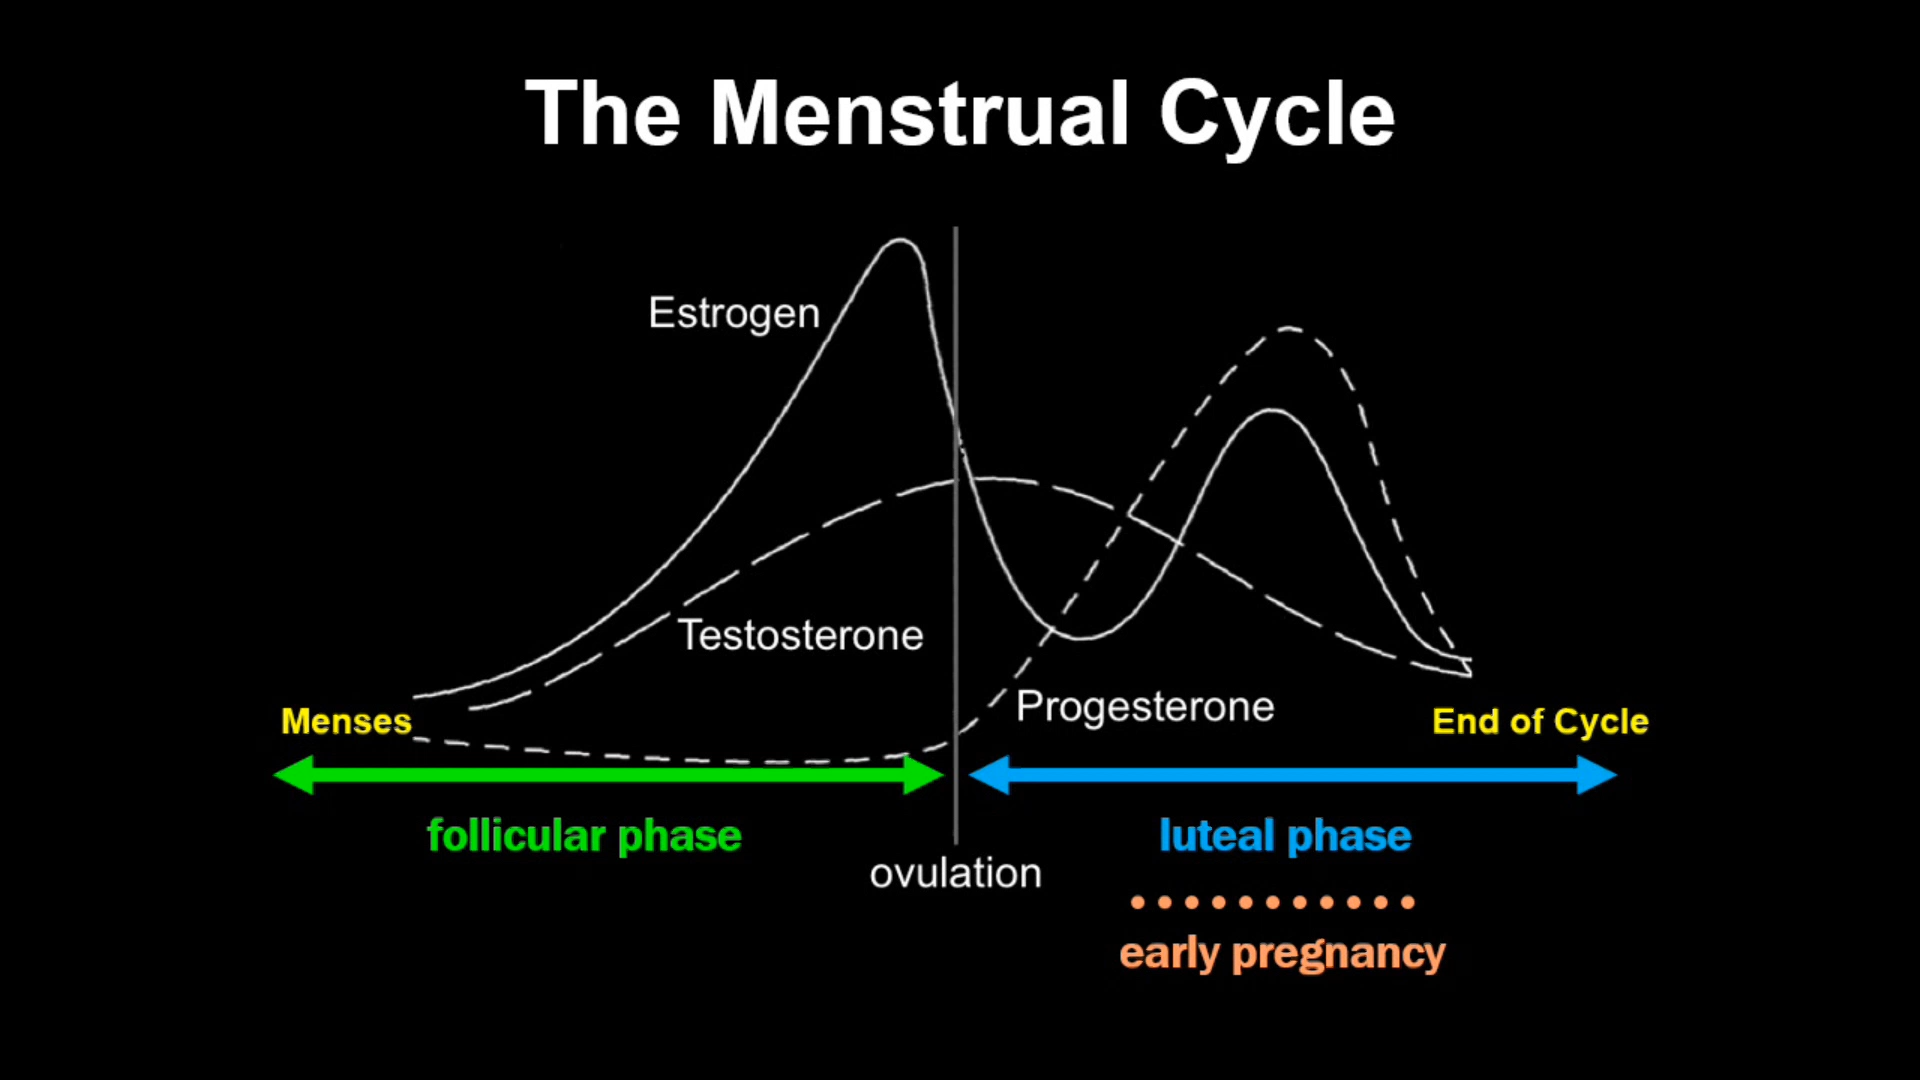 The Menstrual Cycle
Estrogen
Testosterone
Progesterone
Menses
End of Cycle
follicular phase
luteal phase
ovulation
early pregnancy